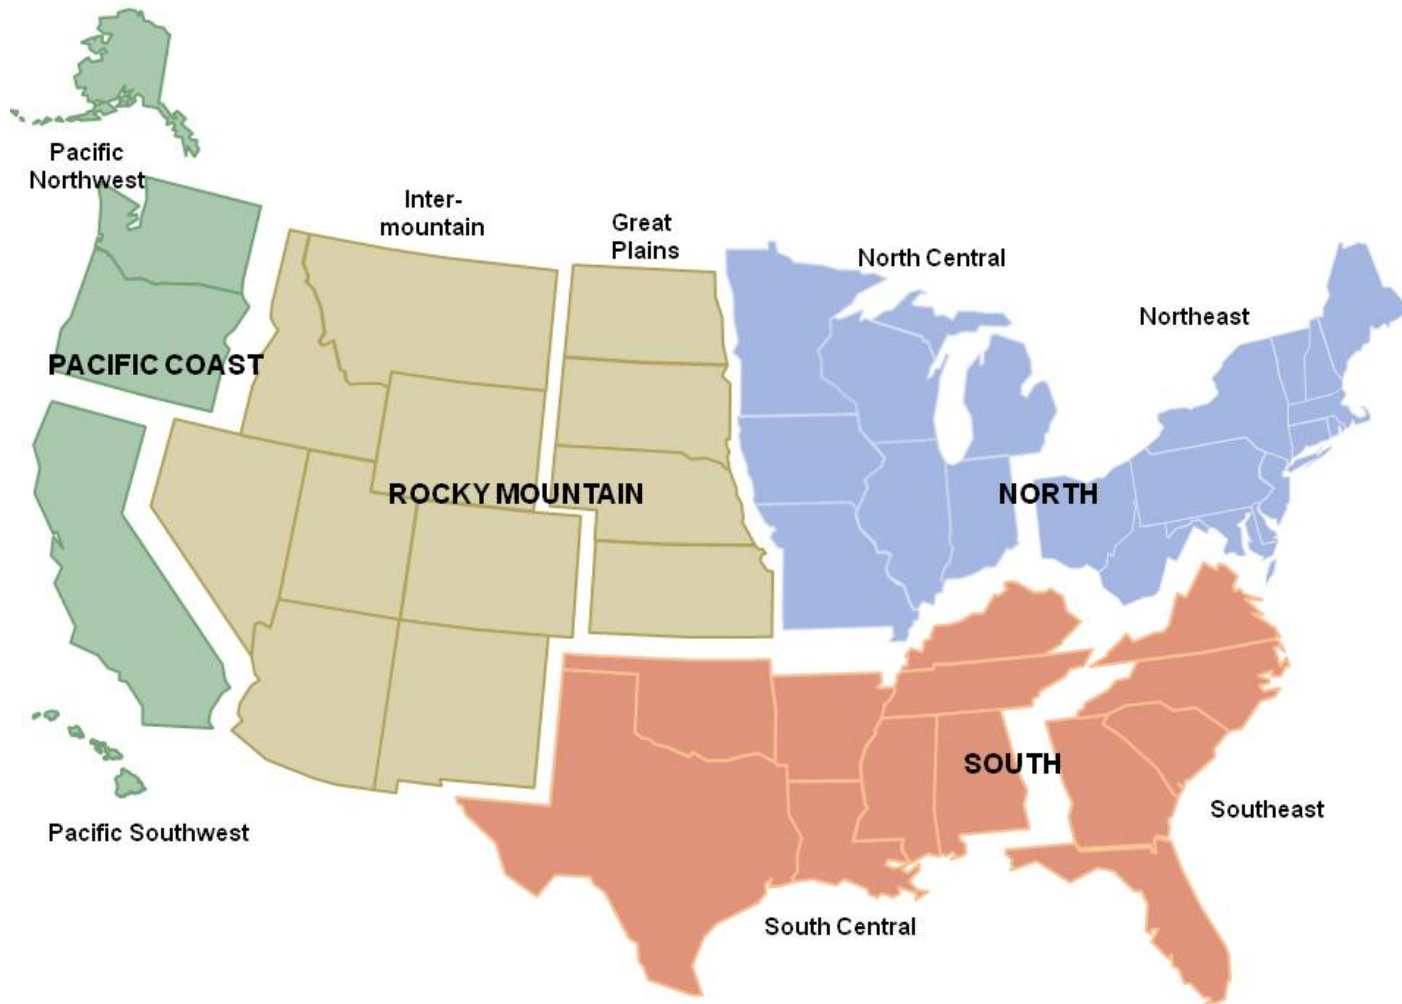 Pacific
Northwest
Inter-
mountain
Great
Plains
North Central
Northeast
PACIFIC COAST
ROCKY MOUNTAIN
NORTH
SOUTH
Southeast
Pacific Southwest
South Central